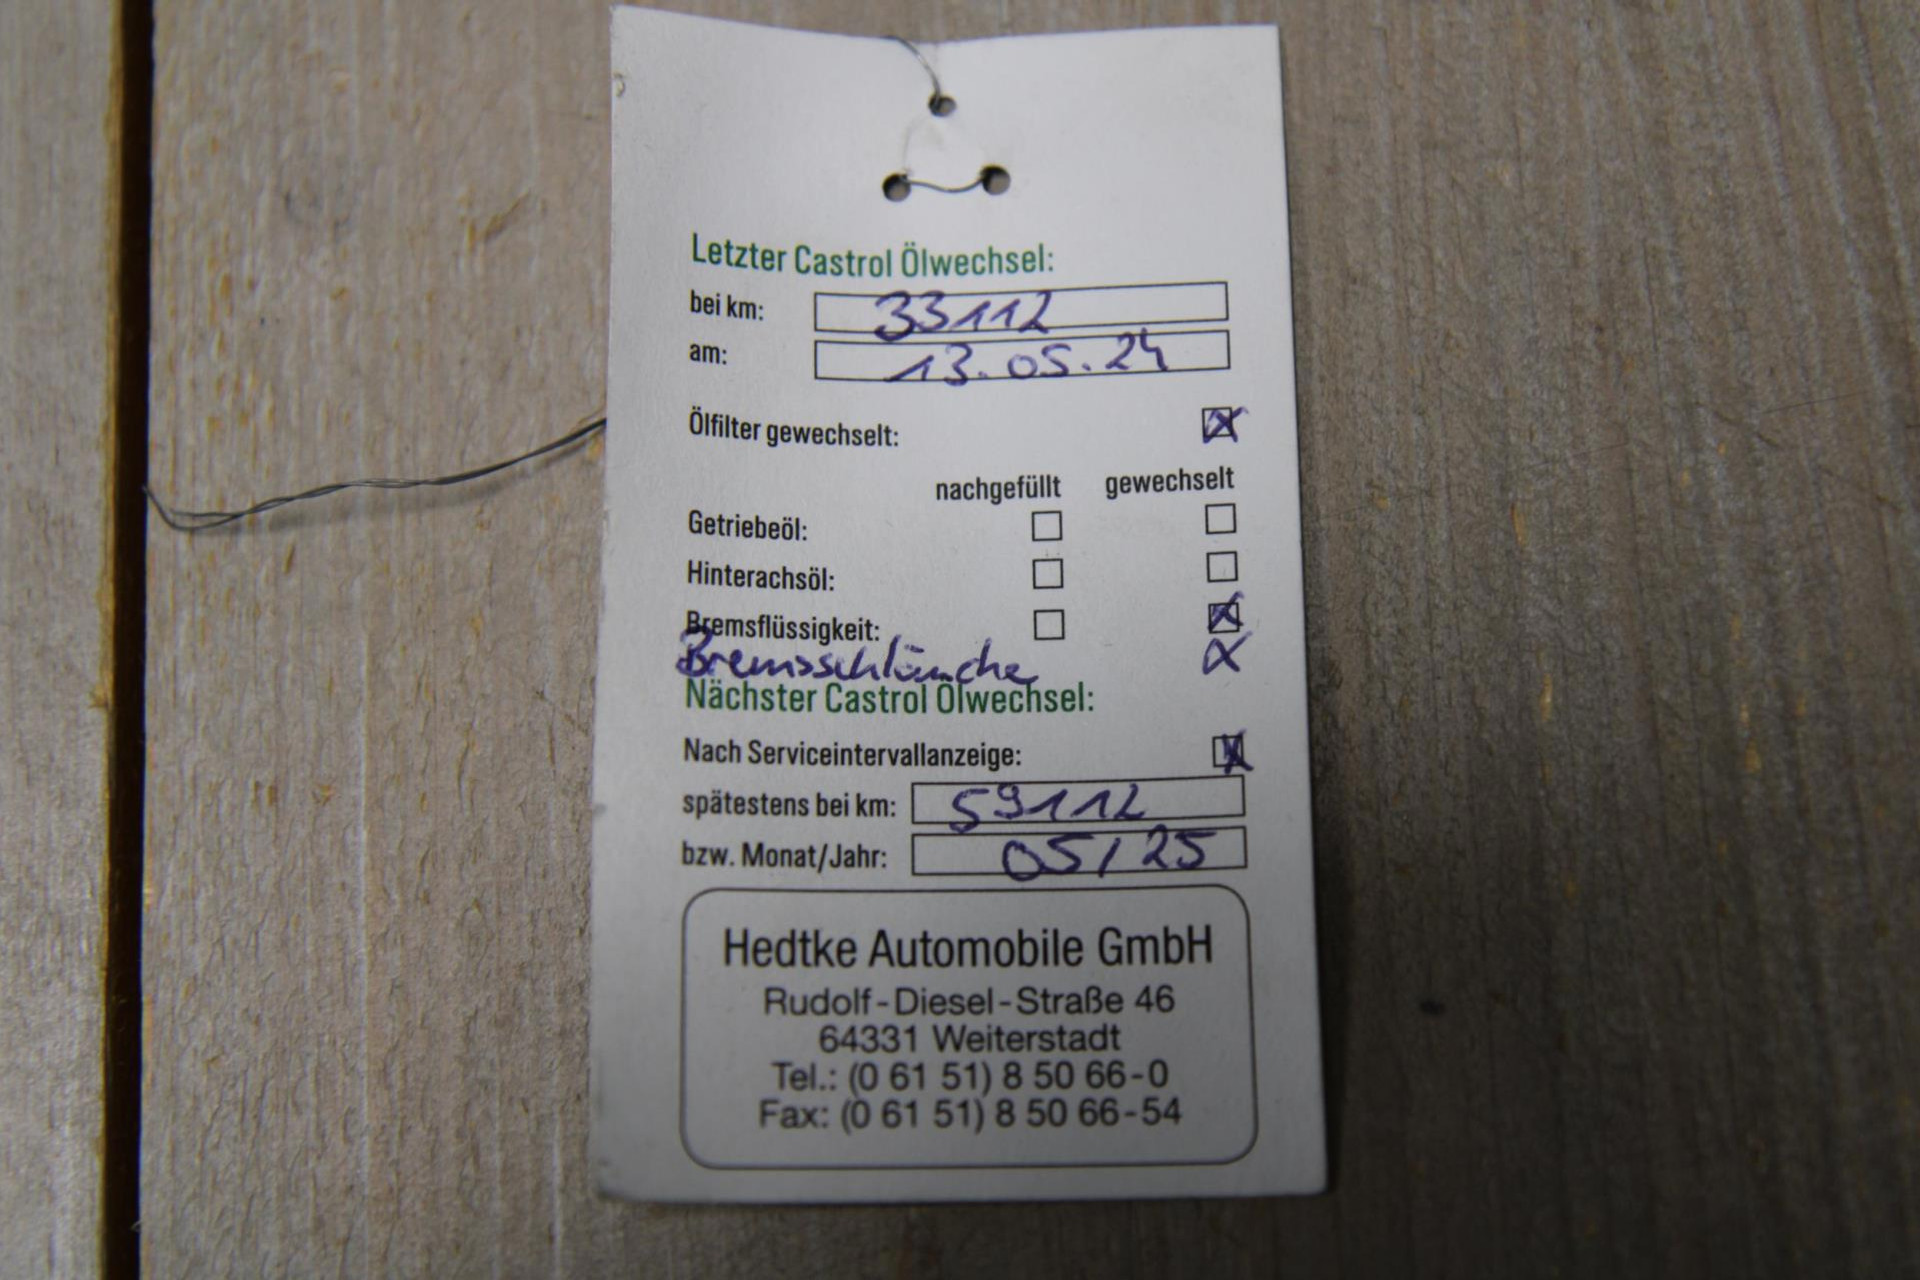 Letzter Castrol Ölwechsel:
bei km: 33112
am: 13.05.24
Ölfilter gewechselt: X
nachgefüllt gewechselt
Getriebeöl:
Hinterachsöl:
Bremsflüssigkeit: X
Bremsschläuche X
Nächster Castrol Ölwechsel:
Nach Serviceintervallanzeige: X
spätestens bei km: 59112
bzw. Monat/Jahr: 05/25
Hedtke Automobile GmbH
Rudolf-Diesel-Straße 46
64331 Weiterstadt
Tel.: (0 61 51) 8 50 66-0
Fax: (0 61 51) 8 50 66-54